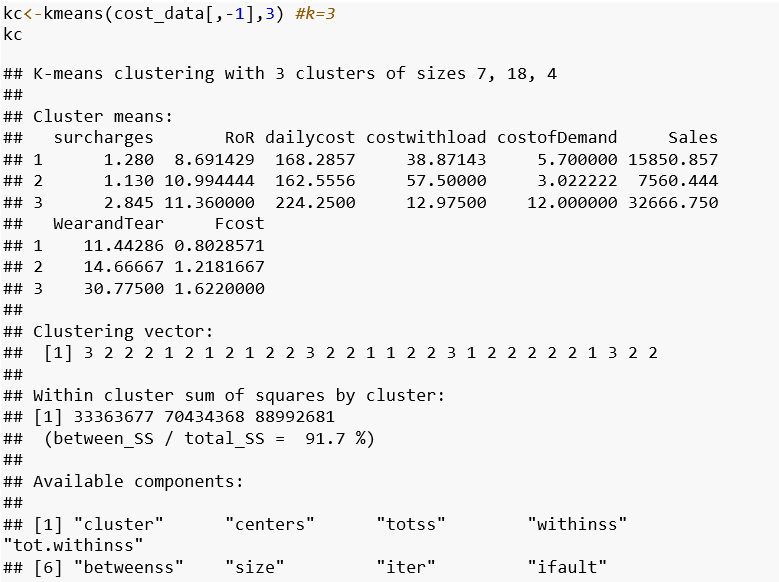 kc<-kmeans(cost_data[,-1],3) #k=3
kc
## K-means clustering with 3 clusters of sizes 7, 18, 4
##
## Cluster means:
##   surcharges       RoR dailycost costwithload costofDemand     Sales
## 1      1.280  8.691429  168.2857     38.87143     5.700000 15850.857
## 2      1.130 10.994444  162.5556     57.50000     3.022222  7560.444
## 3      2.845 11.360000  224.2500     12.97500    12.000000 32666.750
##   WearandTear     Fcost
## 1    11.44286 0.8028571
## 2    14.66667 1.2181667
## 3    30.77500 1.6220000
##
## Clustering vector:
##  [1] 3 2 2 2 1 2 1 2 1 2 2 3 2 2 1 1 2 2 3 1 2 2 2 2 2 1 3 2 2
##
## Within cluster sum of squares by cluster:
## [1] 33363677 70434368 88992681
##  (between_SS / total_SS =  91.7 %)
##
## Available components:
##
## [1] "cluster"      "centers"      "totss"        "withinss"
"tot.withinss"
## [6] "betweenss"    "size"         "iter"         "ifault"